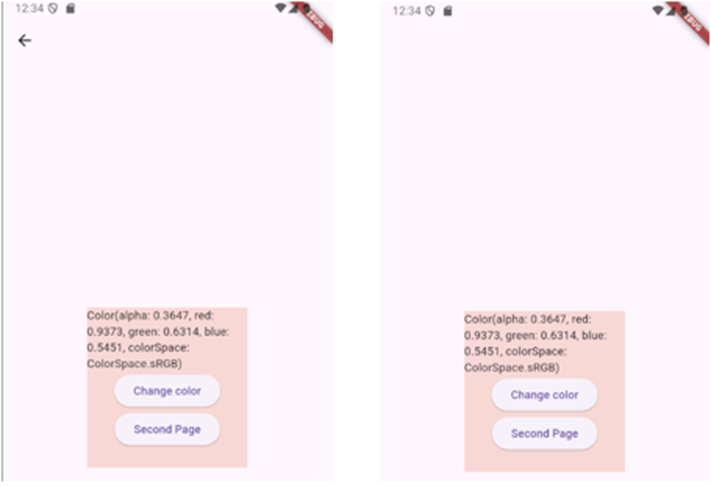 12:34
DEBUG
Color(alpha: 0.3647, red:
0.9373, green: 0.6314, blue:
0.5451, colorSpace:
ColorSpace.sRGB)
Change color
Second Page
12:34
DEBUG
Color(alpha: 0.3647, red:
0.9373, green: 0.6314, blue:
0.5451, colorSpace:
ColorSpace.sRGB)
Change color
Second Page